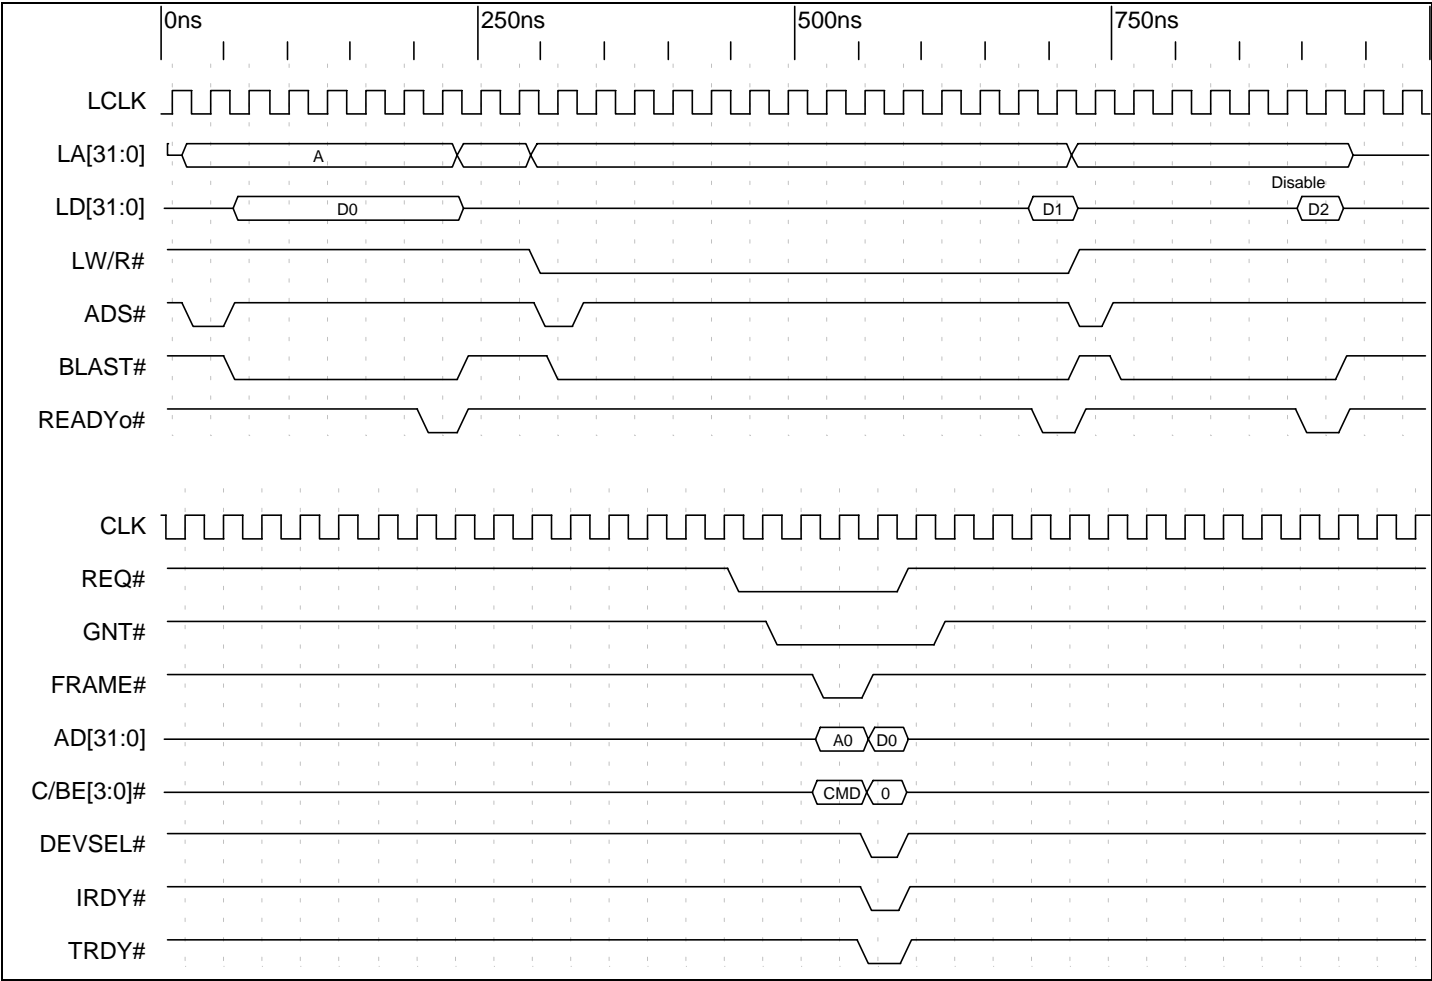 0ns 250ns 500ns 750ns
LCLK
LA[31:0] A
Disable
LD[31:0] D0 D1 D2
LW/R#
ADS#
BLAST#
READYo#
CLK
REQ#
GNT#
FRAME#
AD[31:0] A0 D0
C/BE[3:0]# CMD 0
DEVSEL#
IRDY#
TRDY#